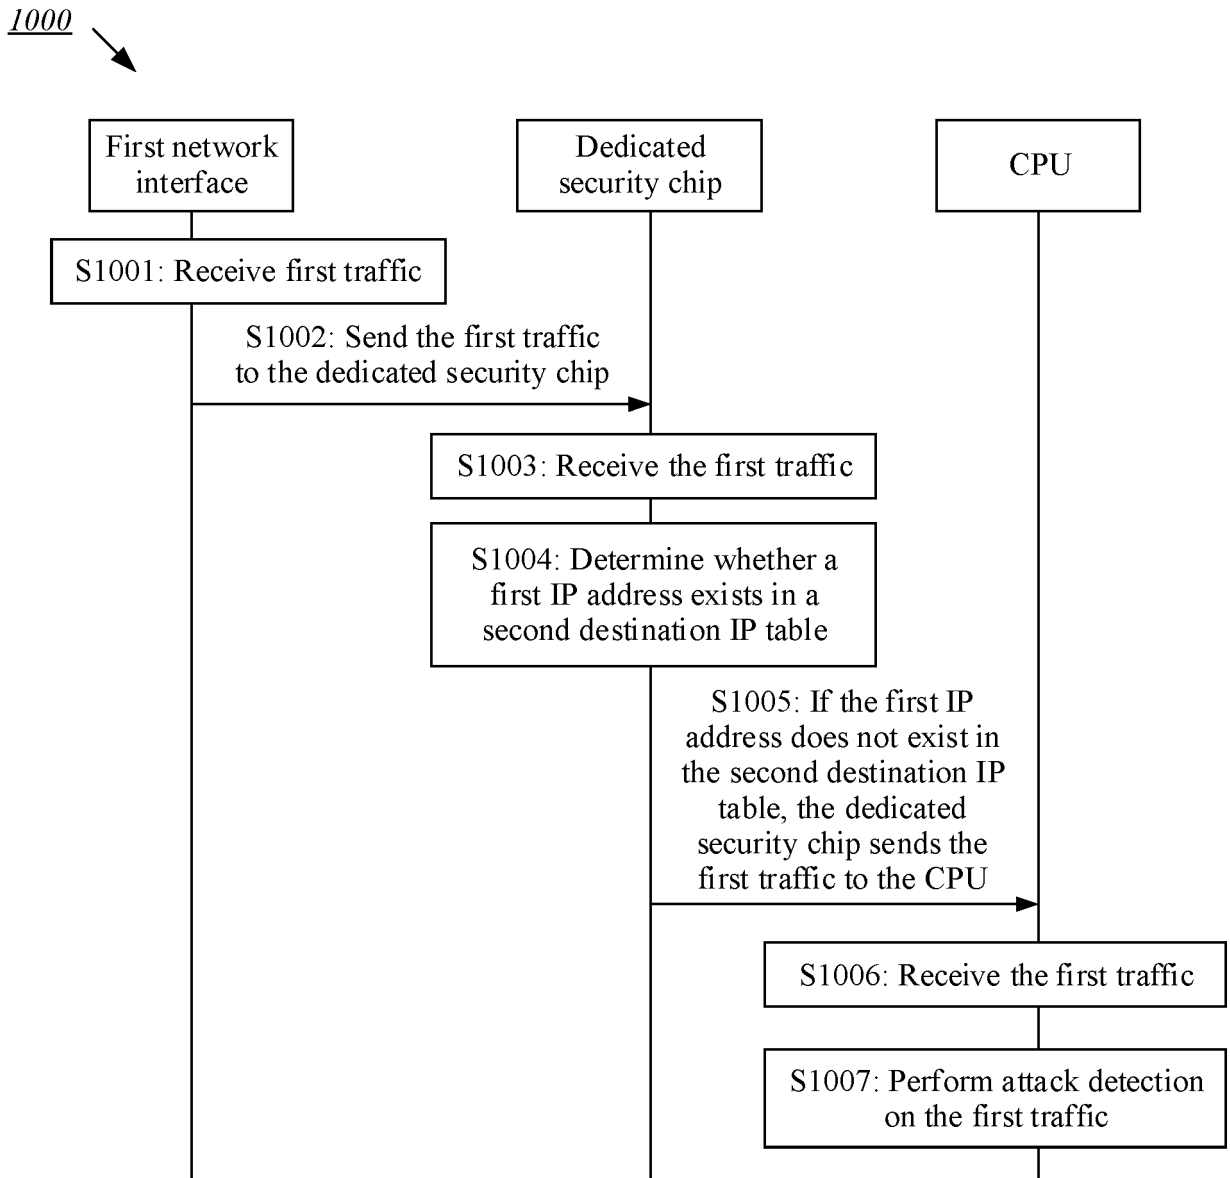 1000
First network
interface
Dedicated
security chip
CPU
S1001: Receive first traffic
S1002: Send the first traffic
to the dedicated security chip
S1003: Receive the first traffic
S1004: Determine whether a
first IP address exists in a
second destination IP table
S1005: If the first IP
address does not exist in
the second destination IP
table, the dedicated
security chip sends the
first traffic to the CPU
S1006: Receive the first traffic
S1007: Perform attack detection
on the first traffic